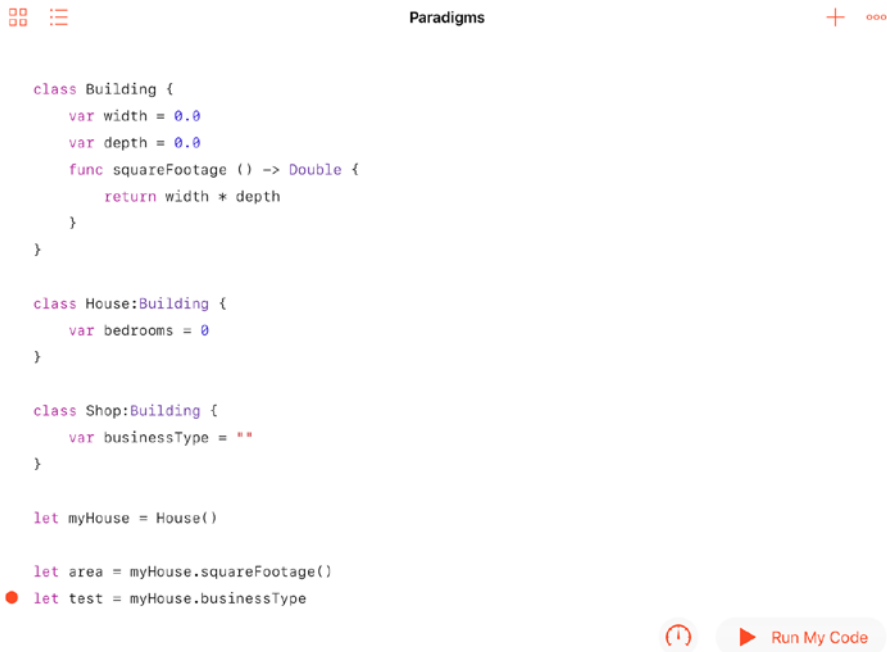 Paradigms
class Building {
    var width = 0.0
    var depth = 0.0
    func squareFootage () -> Double {
        return width * depth
    }
}
class House:Building {
    var bedrooms = 0
}
class Shop:Building {
    var businessType = ""
}
let myHouse = House()
let area = myHouse.squareFootage()
let test = myHouse.businessType
Run My Code